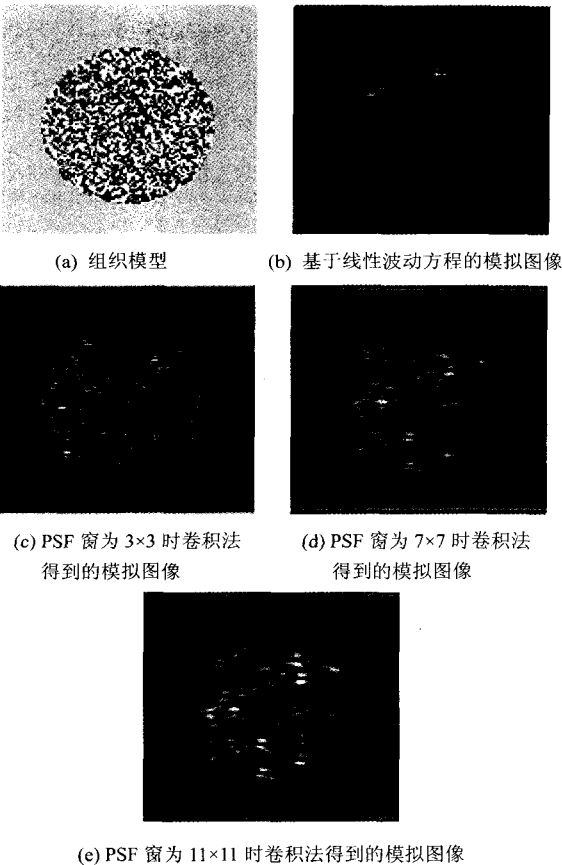 (a) 组织模型
(b) 基于线性波动方程的模拟图像
(c) PSF 窗为 3×3 时卷积法
得到的模拟图像
(d) PSF 窗为 7×7 时卷积法
得到的模拟图像
(e) PSF 窗为 11×11 时卷积法得到的模拟图像